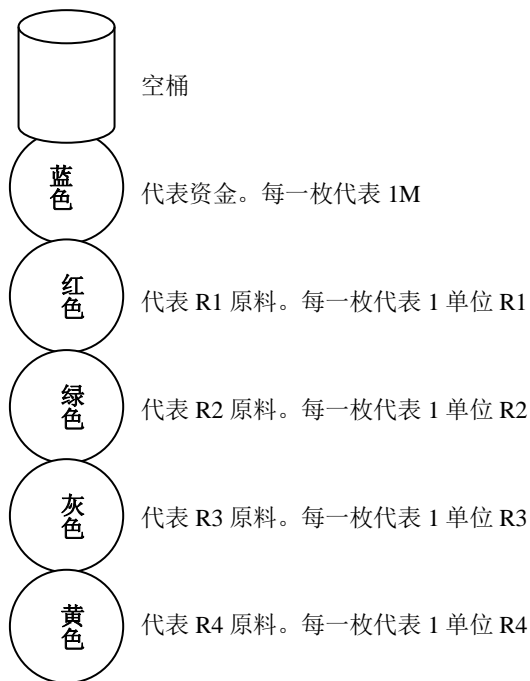 空桶
蓝色
代表资金。每一枚代表 1M
红色
代表 R1 原料。每一枚代表 1 单位 R1
绿色
代表 R2 原料。每一枚代表 1 单位 R2
灰色
代表 R3 原料。每一枚代表 1 单位 R3
黄色
代表 R4 原料。每一枚代表 1 单位 R4